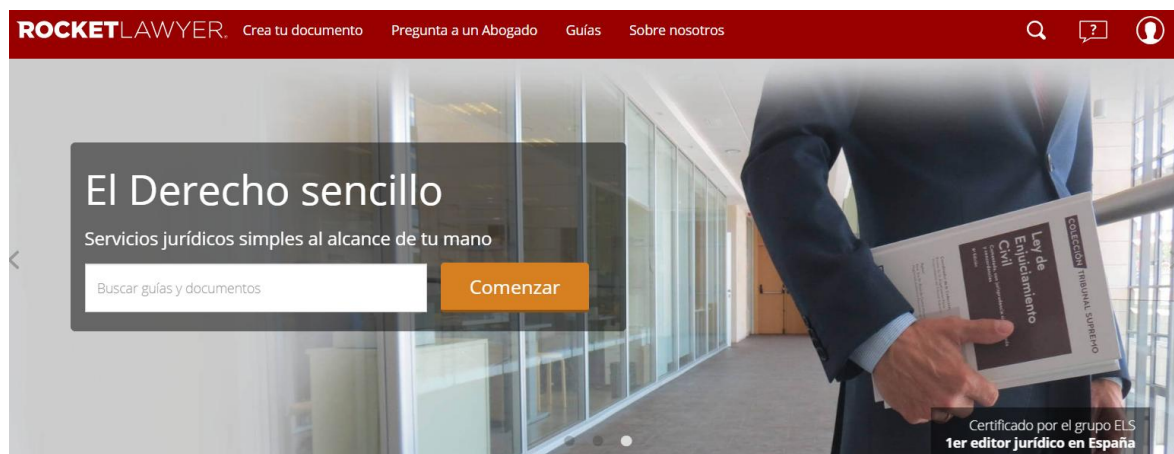 ROCKETLAWYER® Crea tu documento Pregunta a un Abogado Guías Sobre nosotros
?
El Derecho sencillo
Servicios jurídicos simples al alcance de tu mano
Buscar guías y documentos
Comenzar
COLECCIÓN TRIBUNAL SUPREMO
Ley de
Enjuiciamiento
Civil
Certificado por el grupo ELS
1er editor jurídico en España